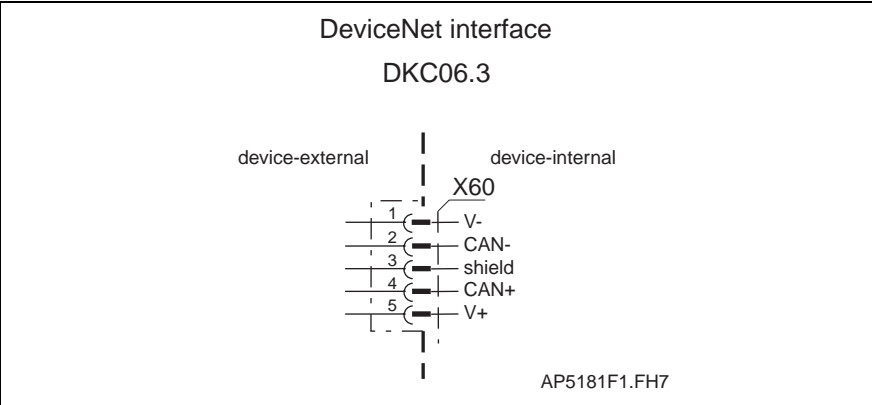 DeviceNet interface
DKC06.3
device-external device-internal
X60
1 V-
2 CAN-
3 shield
4 CAN+
5 V+
AP5181F1.FH7